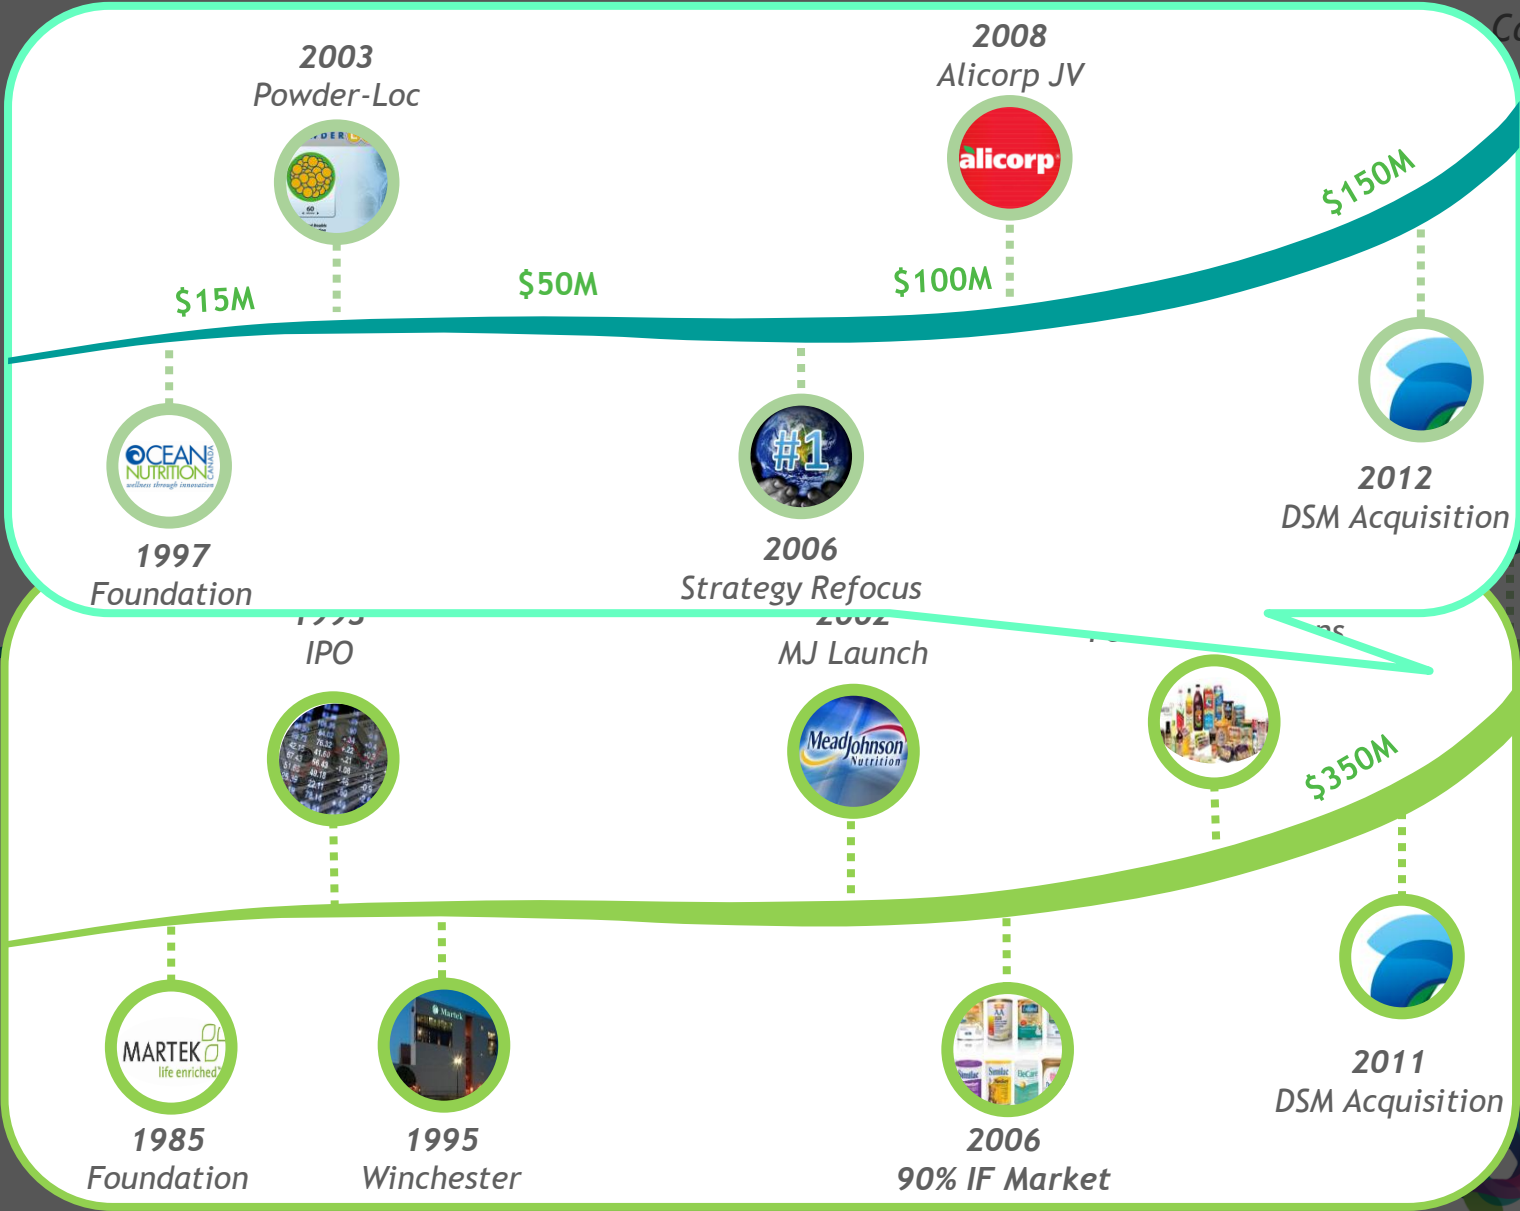 2003
Powder-Loc
2008
Alicorp JV
alicorp
$15M
$50M
$100M
$150M
OCEAN
NUTRITION
CANADA
wellness through innovation
#1
1997
Foundation
2006
Strategy Refocus
2012
DSM Acquisition
IPO
2002
MJ Launch
MeadJohnson
Nutrition
$350M
MARTEK
life enriched
Martek
1985
Foundation
1995
Winchester
2006
90% IF Market
2011
DSM Acquisition